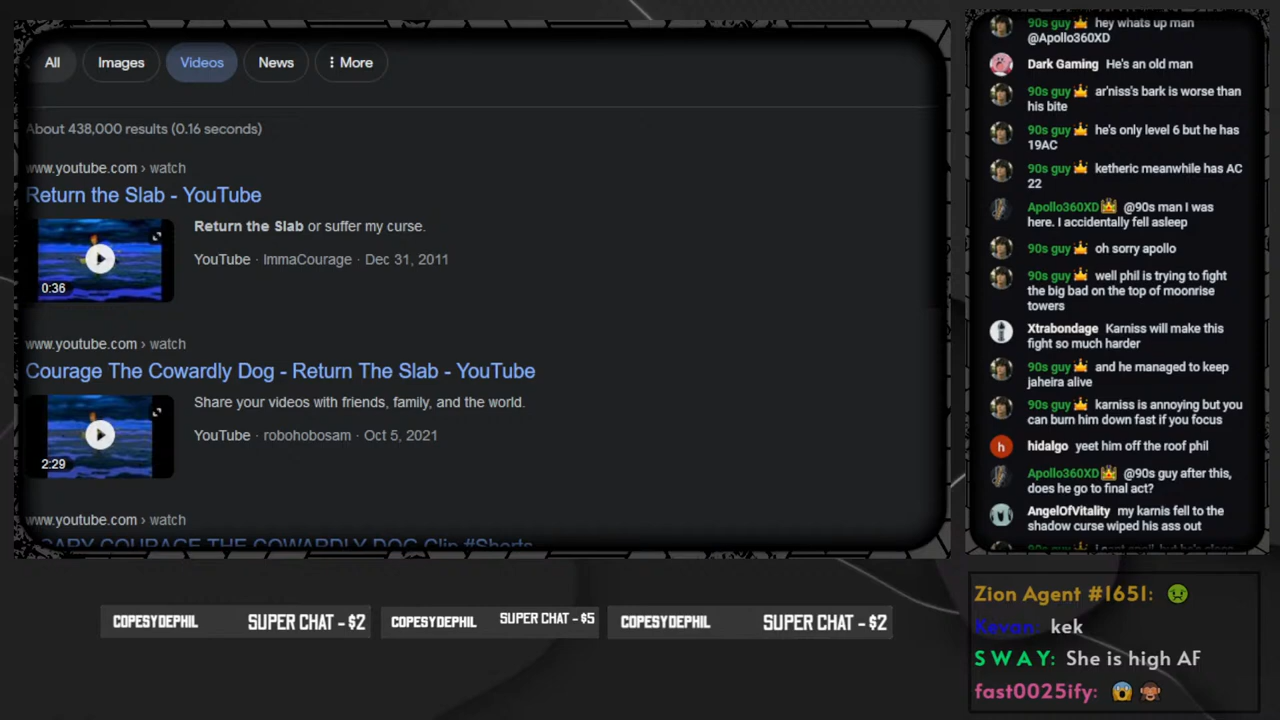 All
Images
Videos
News
More
About 438,000 results (0.16 seconds)
www.youtube.com › watch
Return the Slab - YouTube
Return the Slab or suffer my curse.
YouTube · ImmaCourage · Dec 31, 2011
0:36
www.youtube.com › watch
Courage The Cowardly Dog - Return The Slab - YouTube
Share your videos with friends, family, and the world.
YouTube · robohobosam · Oct 5, 2021
2:29
www.youtube.com › watch
COURAGE THE COWARDLY DOG Clip #Shorts
90s guy hey whats up man
@Apollo360XD
Dark Gaming He's an old man
90s guy ar'niss's bark is worse than
his bite
90s guy he's only level 6 but he has
19AC
90s guy ketheric meanwhile has AC
22
Apollo360XD @90s man I was
here. I accidentally fell asleep
90s guy oh sorry apollo
90s guy well phil is trying to fight
the big bad on the top of moonrise
towers
Xtrabondage Karniss will make this
fight so much harder
90s guy and he managed to keep
jaheira alive
90s guy karniss is annoying but you
can burn him down fast if you focus
h
hidalgo yeet him off the roof phil
Apollo360XD @90s guy after this,
does he go to final act?
AngelOfVitality my karnis fell to the
shadow curse wiped his ass out
COPESYDEPHIL SUPER CHAT - $2
COPESYDEPHIL SUPER CHAT - $5
COPESYDEPHIL SUPER CHAT - $2
Zion Agent #1651: 🤢
Kevan: kek
S W A Y: She is high AF
fast0025ify: 😱 🙊